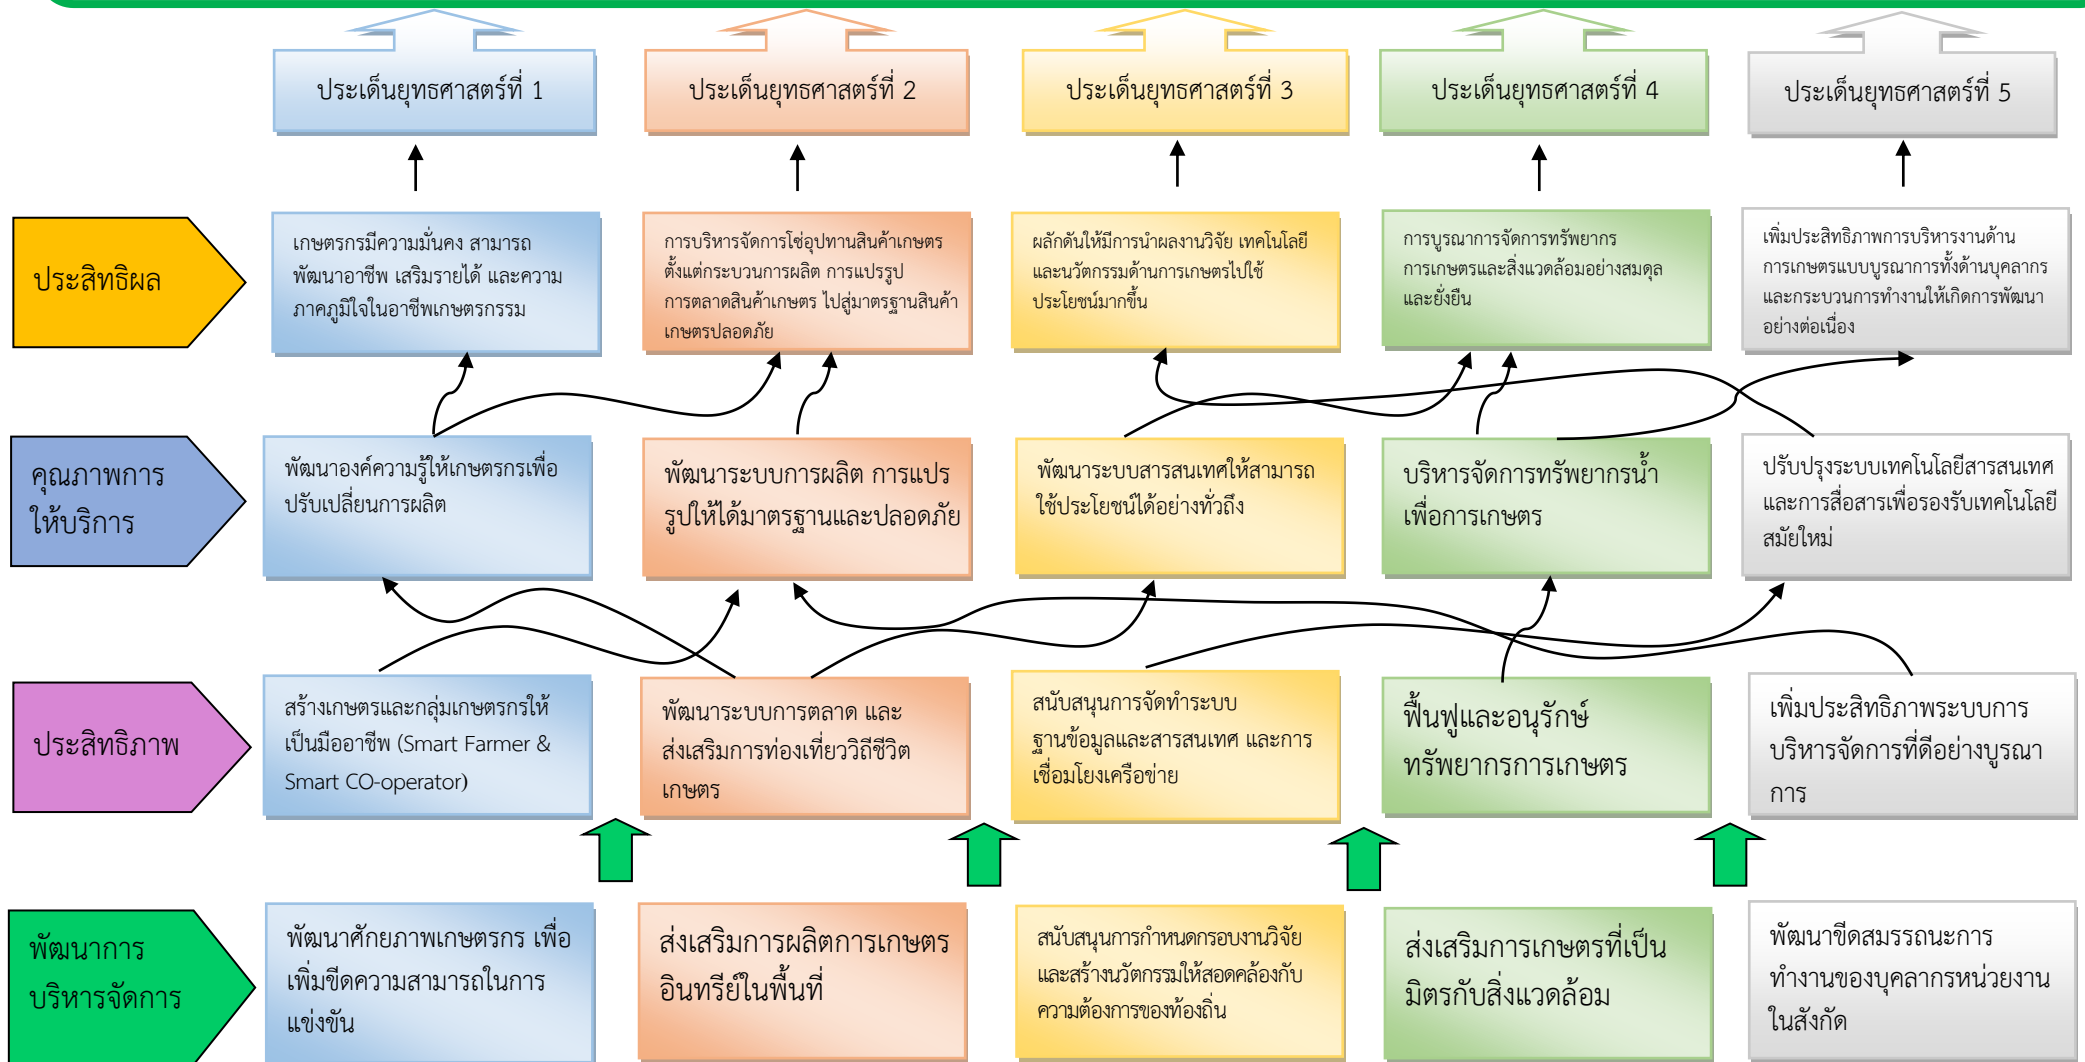 ประเด็นยุทธศาสตร์ที่ 1
ประเด็นยุทธศาสตร์ที่ 2
ประเด็นยุทธศาสตร์ที่ 3
ประเด็นยุทธศาสตร์ที่ 4
ประเด็นยุทธศาสตร์ที่ 5
ประสิทธิผล
เกษตรกรมีความมั่นคง สามารถ
พัฒนาอาชีพ เสริมรายได้ และความ
ภาคภูมิใจในอาชีพเกษตรกรรม
การบริหารจัดการโซ่อุปทานสินค้าเกษตร
ตั้งแต่กระบวนการผลิต การแปรรูป
การตลาดสินค้าเกษตร ไปสู่มาตรฐานสินค้า
เกษตรปลอดภัย
ผลักดันให้มีการนำผลงานวิจัย เทคโนโลยี
และนวัตกรรมด้านการเกษตรไปใช้
ประโยชน์มากขึ้น
การบูรณาการจัดการทรัพยากร
การเกษตรและสิ่งแวดล้อมอย่างสมดุล
และยั่งยืน
เพิ่มประสิทธิภาพการบริหารงานด้าน
การเกษตรแบบบูรณาการทั้งด้านบุคลากร
และกระบวนการทำงานให้เกิดการพัฒนา
อย่างต่อเนื่อง
คุณภาพการ
ให้บริการ
พัฒนาองค์ความรู้ให้เกษตรกรเพื่อ
ปรับเปลี่ยนการผลิต
พัฒนาระบบการผลิต การแปร
รูปให้ได้มาตรฐานและปลอดภัย
พัฒนาระบบสารสนเทศให้สามารถ
ใช้ประโยชน์ได้อย่างทั่วถึง
บริหารจัดการทรัพยากรน้ำ
เพื่อการเกษตร
ปรับปรุงระบบเทคโนโลยีสารสนเทศ
และการสื่อสารเพื่อรองรับเทคโนโลยี
สมัยใหม่
ประสิทธิภาพ
สร้างเกษตรและกลุ่มเกษตรกรให้
เป็นมืออาชีพ (Smart Farmer &
Smart CO-operator)
พัฒนาระบบการตลาด และ
ส่งเสริมการท่องเที่ยววิถีชีวิต
เกษตร
สนับสนุนการจัดทำระบบ
ฐานข้อมูลและสารสนเทศ และการ
เชื่อมโยงเครือข่าย
ฟื้นฟูและอนุรักษ์
ทรัพยากรการเกษตร
เพิ่มประสิทธิภาพระบบการ
บริหารจัดการที่ดีอย่างบูรณา
การ
พัฒนาการ
บริหารจัดการ
พัฒนาศักยภาพเกษตรกร เพื่อ
เพิ่มขีดความสามารถในการ
แข่งขัน
ส่งเสริมการผลิตการเกษตร
อินทรีย์ในพื้นที่
สนับสนุนการกำหนดกรอบงานวิจัย
และสร้างนวัตกรรมให้สอดคล้องกับ
ความต้องการของท้องถิ่น
ส่งเสริมการเกษตรที่เป็น
มิตรกับสิ่งแวดล้อม
พัฒนาขีดสมรรถนะการ
ทำงานของบุคลากรหน่วยงาน
ในสังกัด